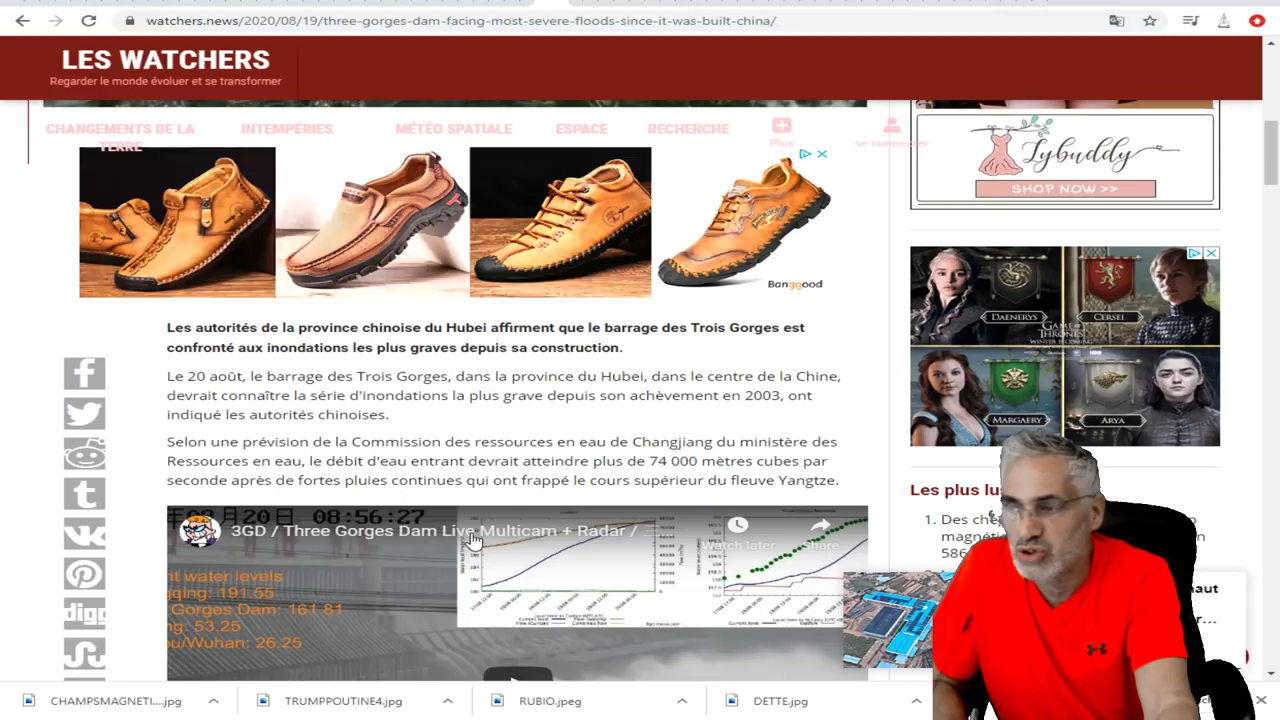 watchers.news/2020/08/19/three-gorges-dam-facing-most-severe-floods-since-it-was-built-china/
LES WATCHERS
Regarder le monde évoluer et se transformer
CHANGEMENTS DE LA TERRE
INTEMPÉRIES
MÉTÉO SPATIALE
ESPACE
RECHERCHE
Plus
se connecter
Banggood
Lybuddy
SHOP NOW >>
DAENERYS
CERSEI
GAME OF THRONES
WINTER IS COMING
MARGAERY
ARYA
Les autorités de la province chinoise du Hubei affirment que le barrage des Trois Gorges est
confronté aux inondations les plus graves depuis sa construction.
Le 20 août, le barrage des Trois Gorges, dans la province du Hubei, dans le centre de la Chine,
devrait connaître la série d'inondations la plus grave depuis son achèvement en 2003, ont
indiqué les autorités chinoises.
Selon une prévision de la Commission des ressources en eau de Changjiang du ministère des
Ressources en eau, le débit d'eau entrant devrait atteindre plus de 74 000 mètres cubes par
seconde après de fortes pluies continues qui ont frappé le cours supérieur du fleuve Yangtze.
08:56:27
3GD / Three Gorges Dam Live Multicam + Radar /
Watch later
Share
nt water levels
gqing: 191.55
Gorges Dam: 161.81
ng: 53.25
ou/Wuhan: 26.25
Les plus lu
1. Des ch
magnéti
586
aut
digg
CHAMPSMAGNETI....jpg
TRUMPPOUTINE4.jpg
RUBIO.jpeg
DETTE.jpg